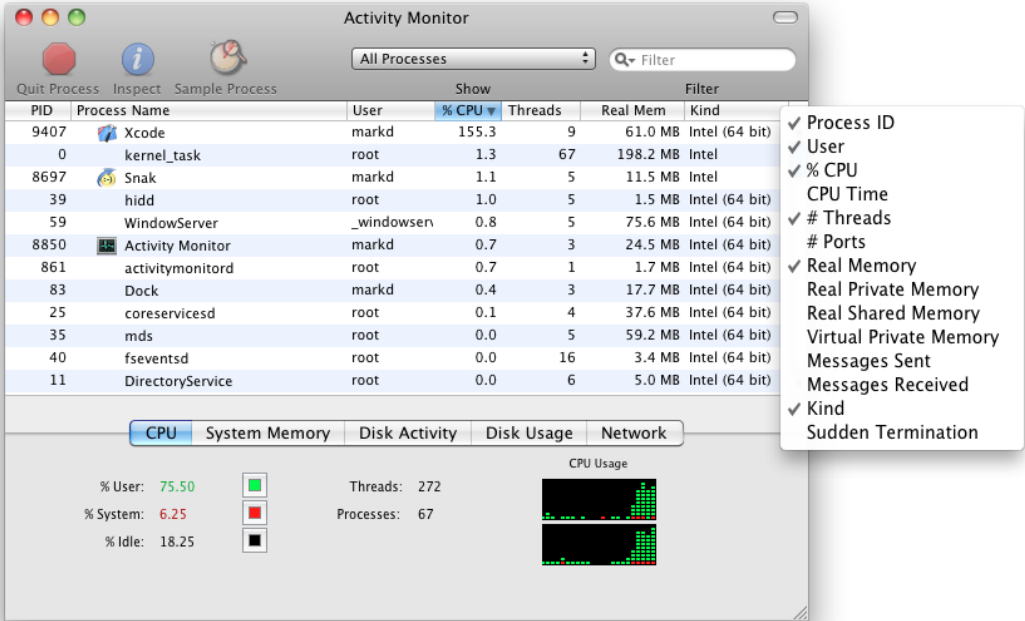 Activity Monitor
Quit Process Inspect Sample Process All Processes Filter
Show Filter
PID Process Name User % CPU Threads Real Mem Kind
9407 Xcode markd 155.3 9 61.0 MB Intel (64 bit)
0 kernel_task root 1.3 67 198.2 MB Intel
8697 Snak markd 1.1 5 11.5 MB Intel
39 hidd root 1.0 5 1.5 MB Intel (64 bit)
59 WindowServer _windowserv 0.8 5 75.6 MB Intel (64 bit)
8850 Activity Monitor markd 0.7 3 24.5 MB Intel (64 bit)
861 activitymonitord root 0.7 1 1.7 MB Intel (64 bit)
83 Dock markd 0.4 3 17.7 MB Intel (64 bit)
25 coreservicesd root 0.1 4 37.6 MB Intel (64 bit)
35 mds root 0.0 5 59.2 MB Intel (64 bit)
40 fseventsd root 0.0 16 3.4 MB Intel (64 bit)
11 DirectoryService root 0.0 6 5.0 MB Intel (64 bit)
✓ Process ID
✓ User
✓ % CPU
CPU Time
✓ # Threads
# Ports
✓ Real Memory
Real Private Memory
Real Shared Memory
Virtual Private Memory
Messages Sent
Messages Received
✓ Kind
Sudden Termination
CPU System Memory Disk Activity Disk Usage Network
CPU Usage
% User: 75.50 Threads: 272
% System: 6.25 Processes: 67
% Idle: 18.25